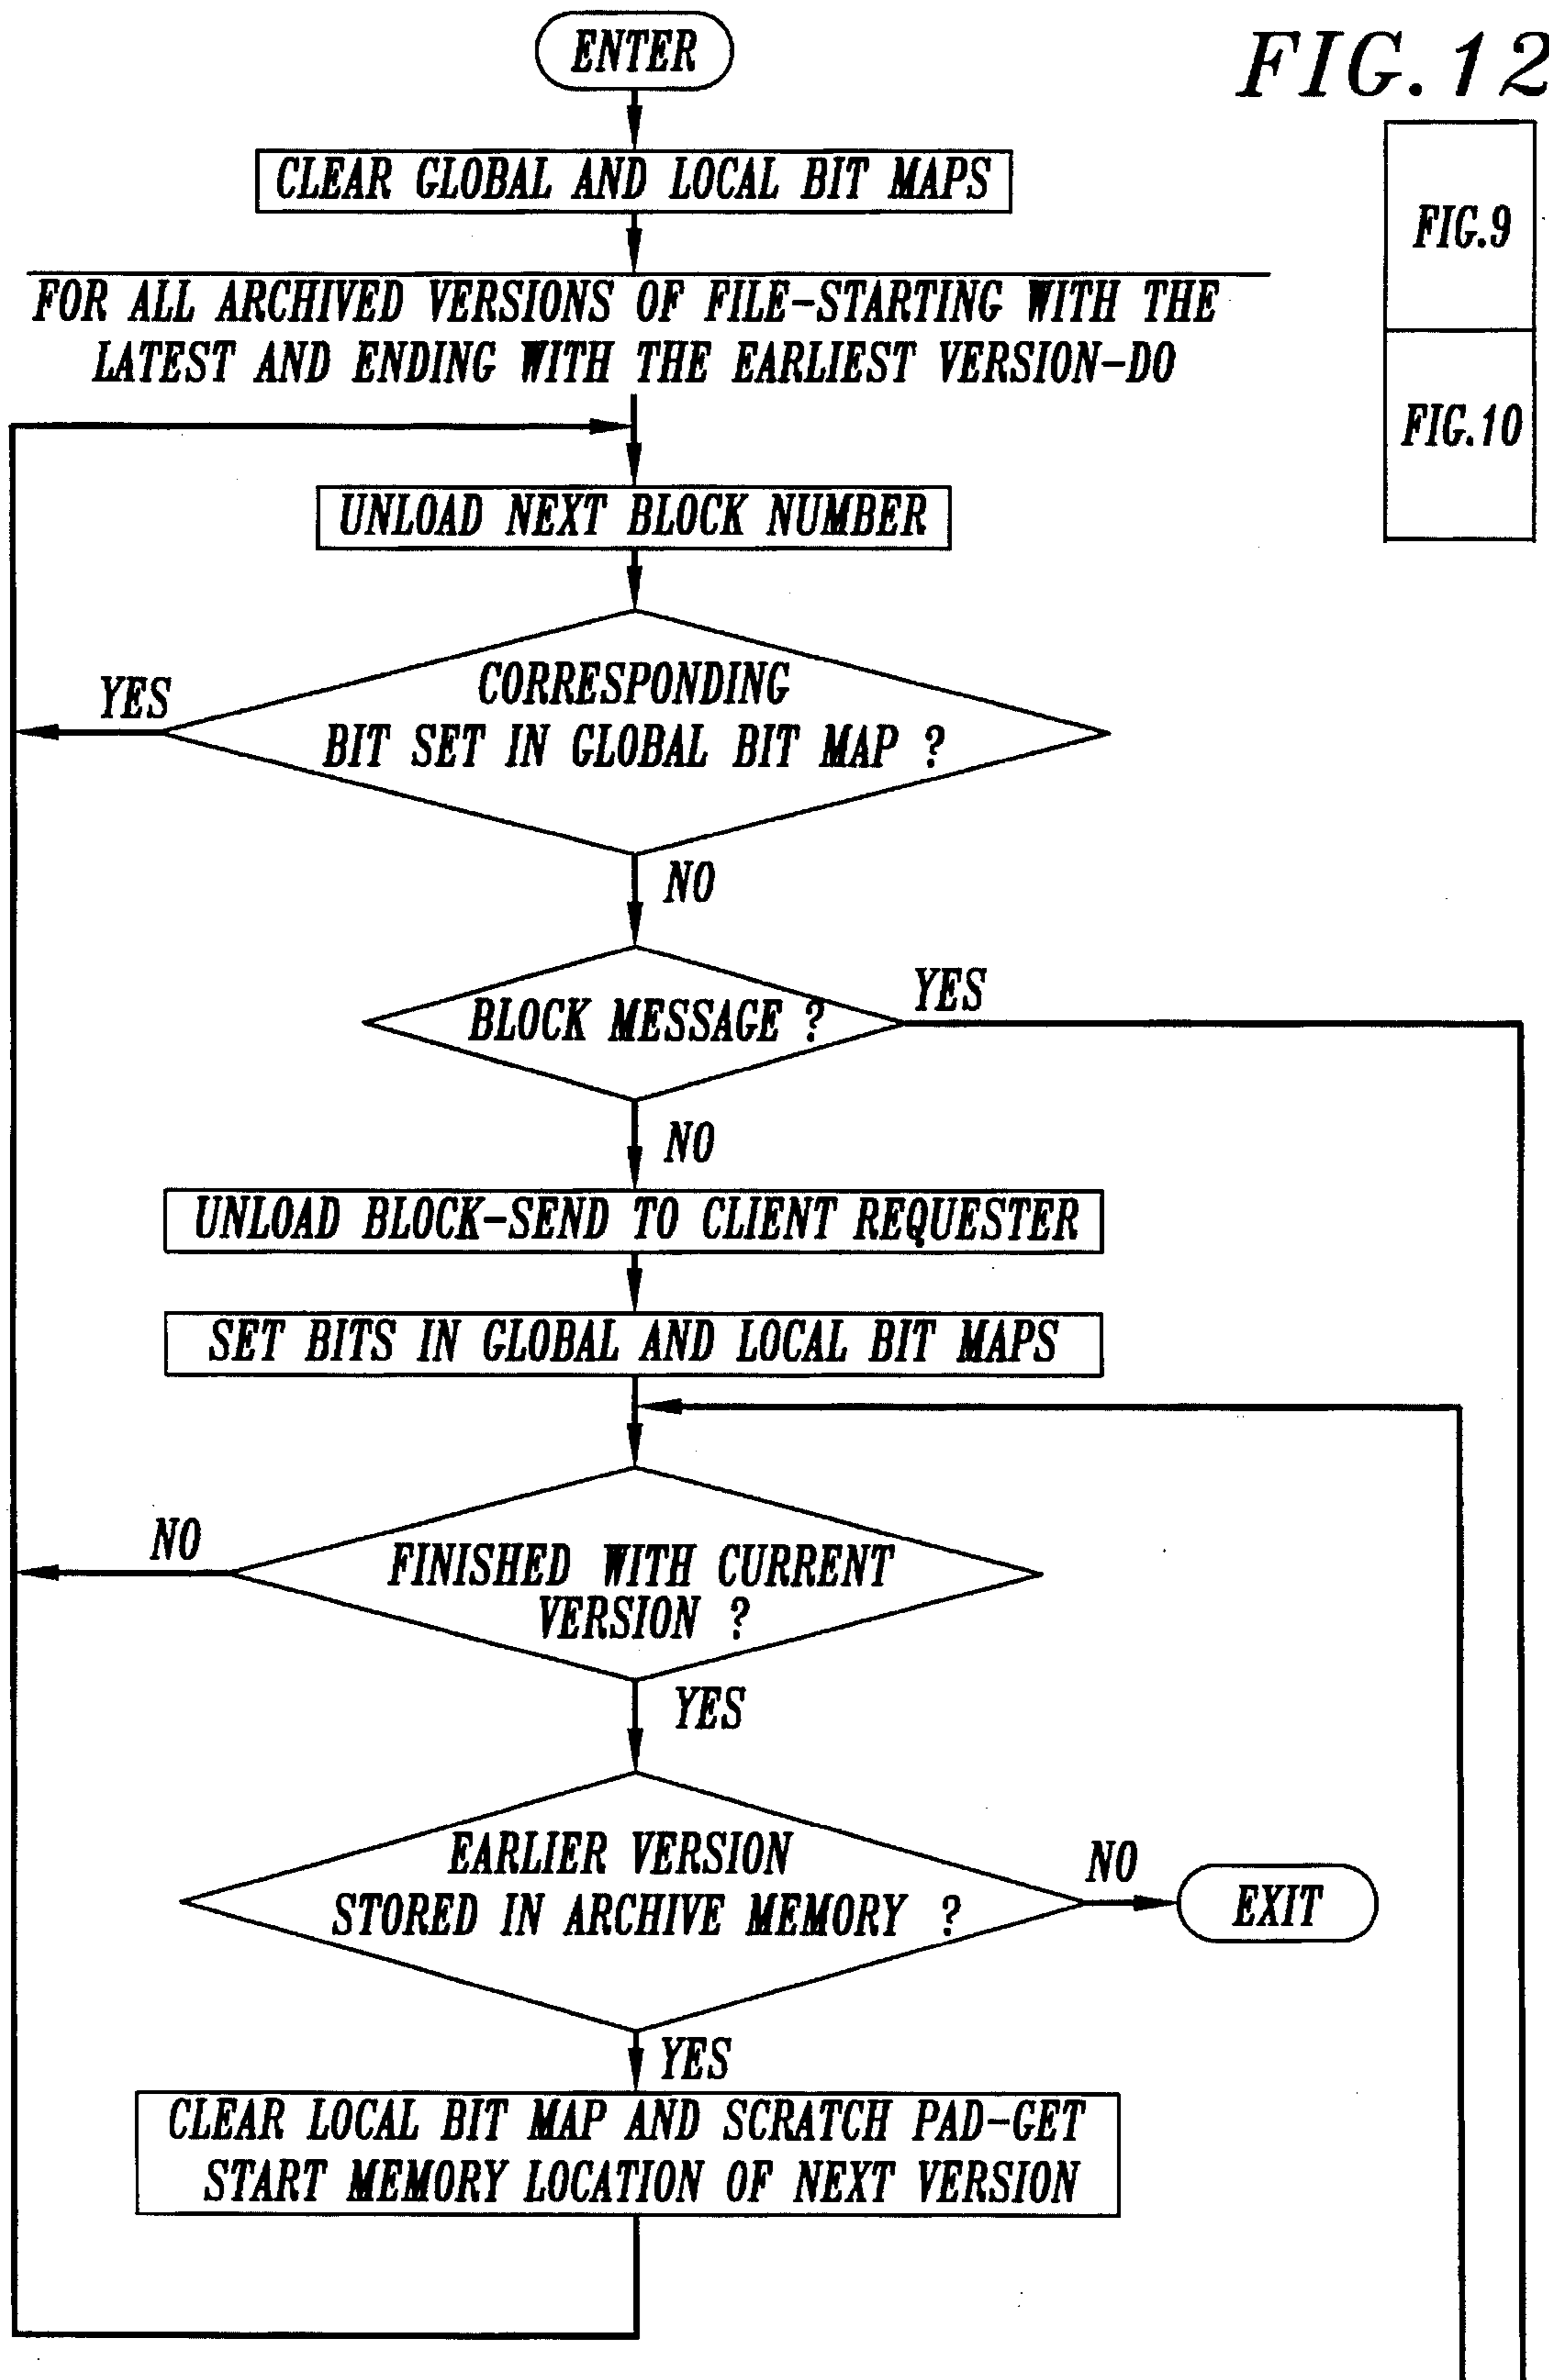 ENTER
FIG. 12
CLEAR GLOBAL AND LOCAL BIT MAPS
FIG.9
FOR ALL ARCHIVED VERSIONS OF FILE-STARTING WITH THE
LATEST AND ENDING WITH THE EARLIEST VERSION-DO
FIG.10
UNLOAD NEXT BLOCK NUMBER
CORRESPONDING
BIT SET IN GLOBAL BIT MAP ?
YES
NO
BLOCK MESSAGE ?
YES
NO
UNLOAD BLOCK-SEND TO CLIENT REQUESTER
SET BITS IN GLOBAL AND LOCAL BIT MAPS
FINISHED WITH CURRENT
VERSION ?
NO
YES
EARLIER VERSION
STORED IN ARCHIVE MEMORY ?
NO
EXIT
YES
CLEAR LOCAL BIT MAP AND SCRATCH PAD-GET
START MEMORY LOCATION OF NEXT VERSION